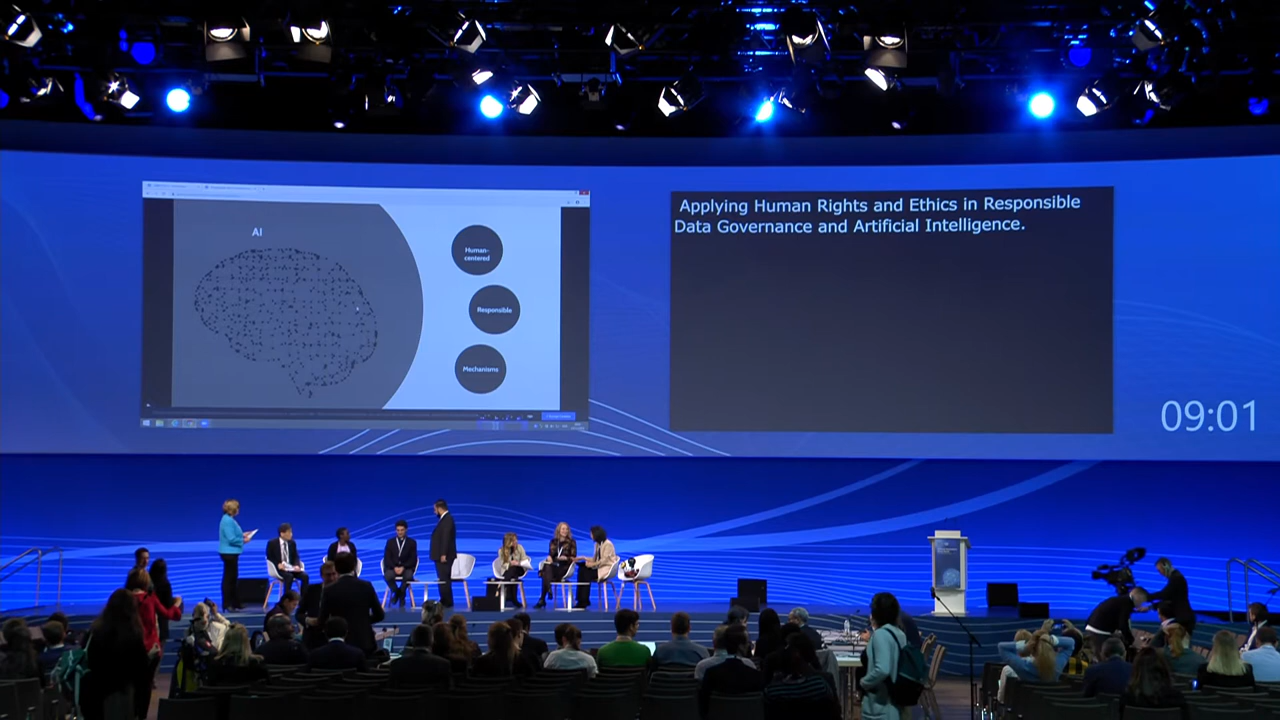 AI
Human-
centered
Responsible
Mechanisms
Applying Human Rights and Ethics in Responsible
Data Governance and Artificial Intelligence.
09:01